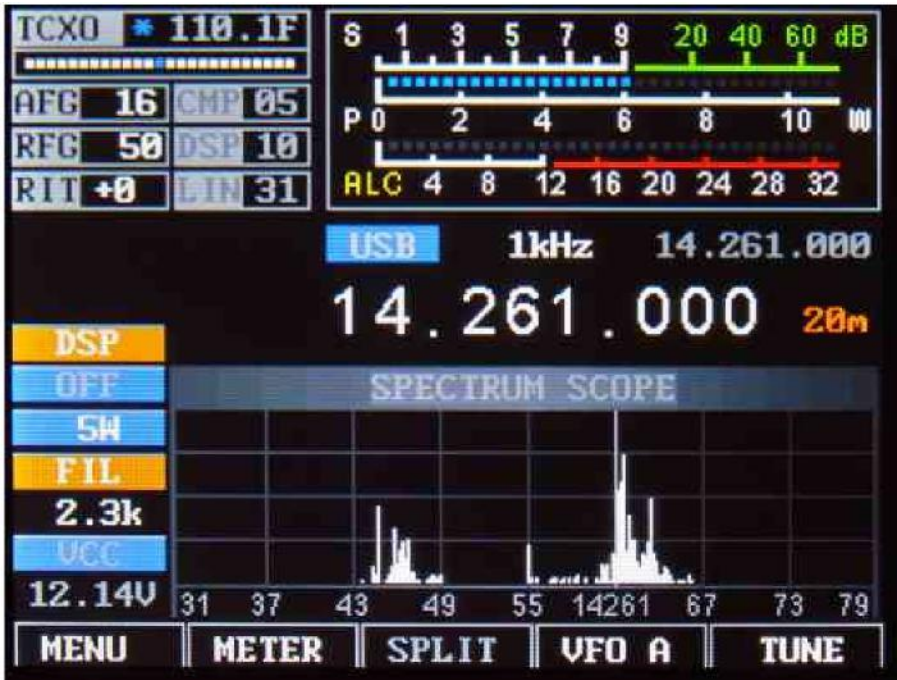 TCXO * 110.1F
AFG 16 CMP 05
RFG 50 DSP 10
RIT +0 LIN 31
S 1 3 5 7 9 20 40 60 dB
P 0 2 4 6 8 10 W
ALC 4 8 12 16 20 24 28 32
USB 1kHz 14.261.000
14.261.000 20m
DSP
OFF
5W
FIL
2.3k
VCC
12.14V
SPECTRUM SCOPE
31 37 43 49 55 14261 67 73 79
MENU METER SPLIT VFO A TUNE